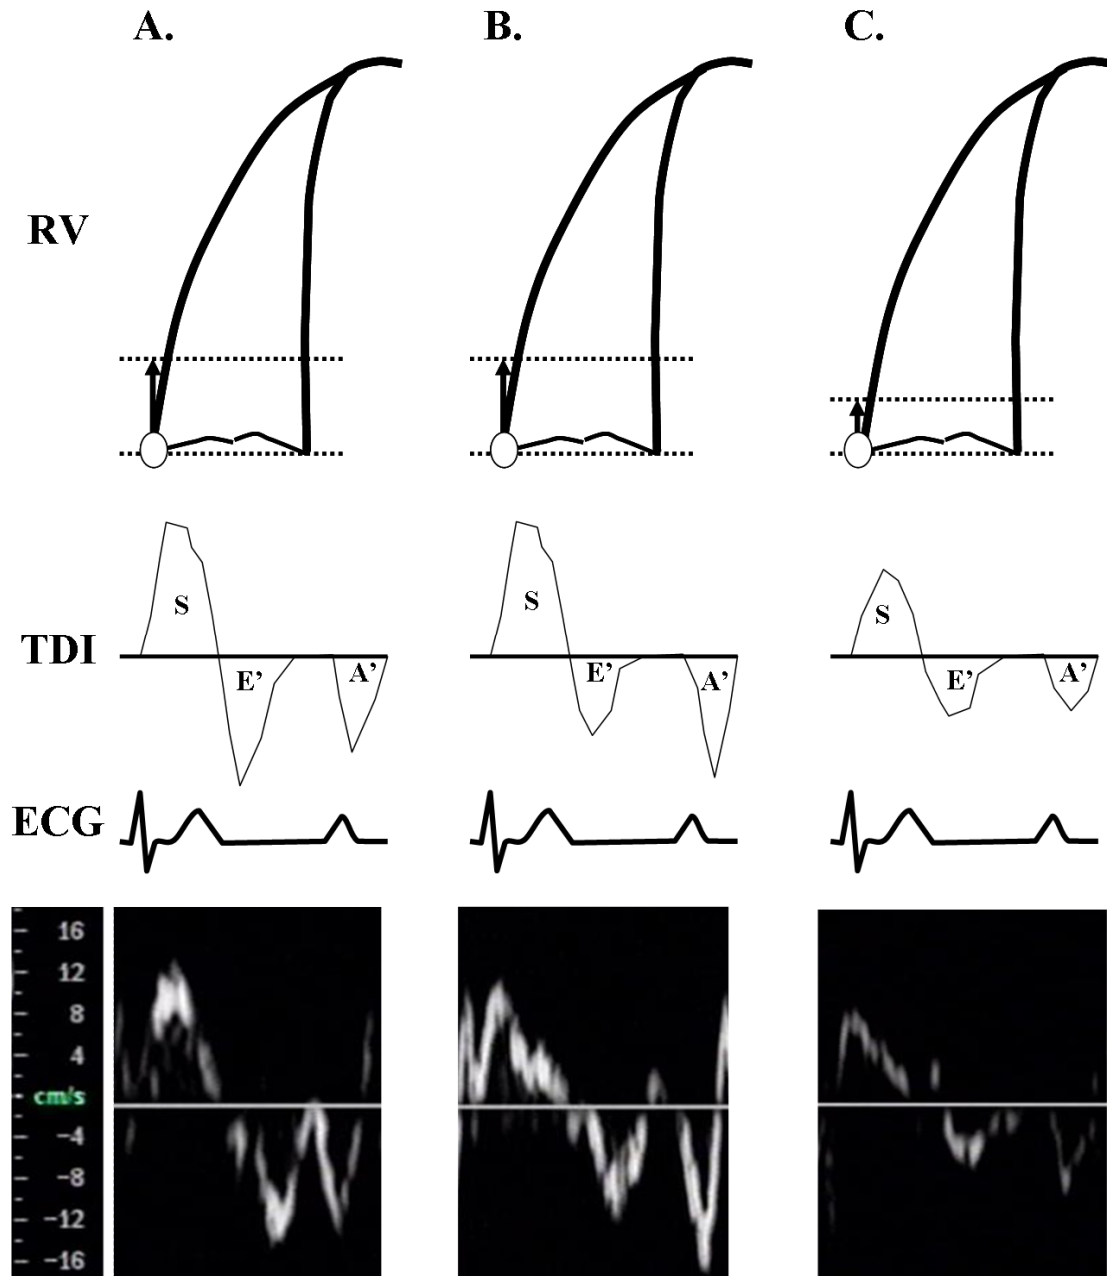 A. B. C.
RV
S S S
TDI
E’ A’ E’ A’ E’ A’
ECG
16
12
8
4
cm/s
-4
-8
-12
-16